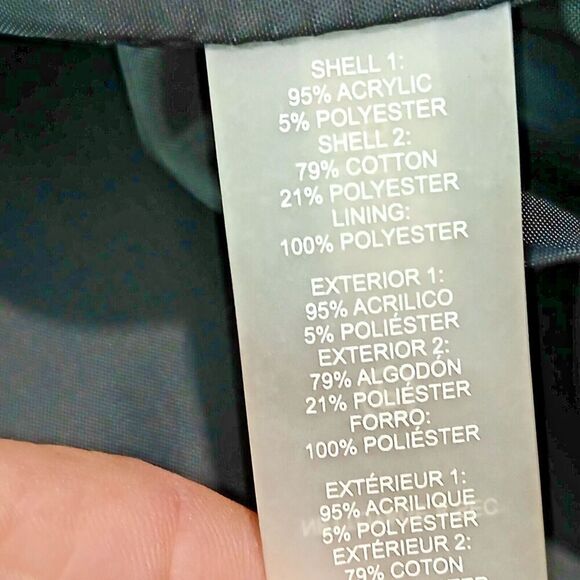 SHELL 1:
95% ACRYLIC
5% POLYESTER
SHELL 2:
79% COTTON
21% POLYESTER
LINING:
100% POLYESTER
EXTERIOR 1:
95% ACRILICO
5% POLIÉSTER
EXTERIOR 2:
79% ALGODÓN
21% POLIÉSTER
FORRO:
100% POLIÉSTER
EXTÉRIEUR 1:
95% ACRILIQUE
5% POLYESTER
EXTÉRIEUR 2:
79% COTON